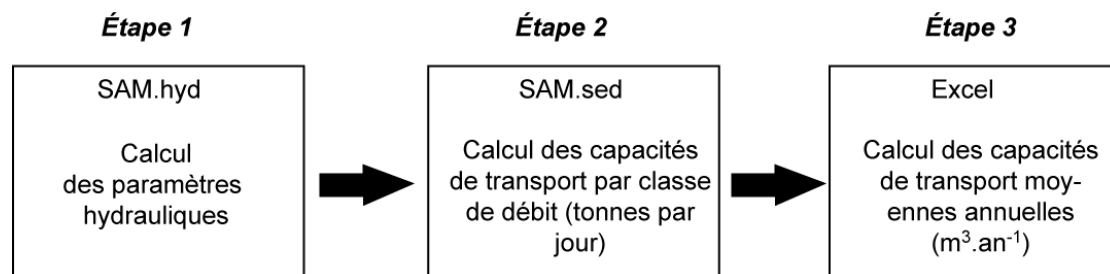 Étape 1
SAM.hyd
Calcul
des paramètres
hydrauliques
Étape 2
SAM.sed
Calcul des capacités
de transport par classe
de débit (tonnes par
jour)
Étape 3
Excel
Calcul des capacités
de transport moy-
ennes annuelles
(m³.an⁻¹)